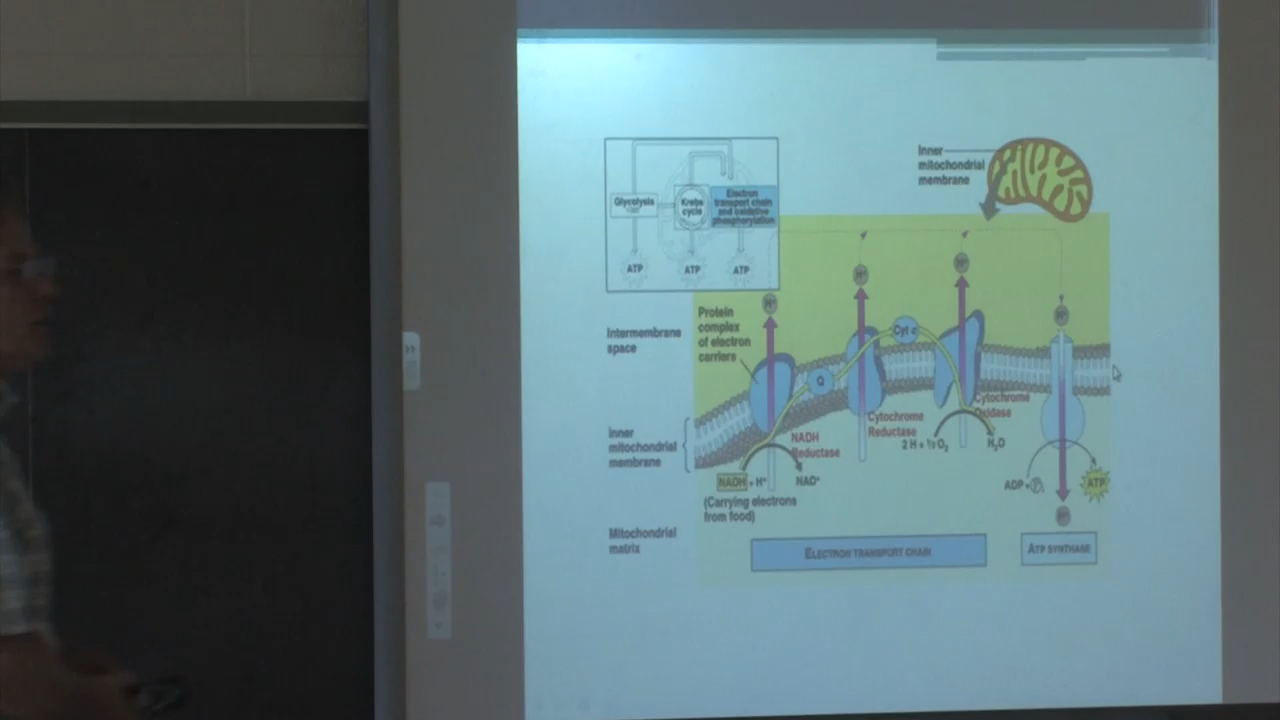 Inner
mitochondrial
membrane
Glycolysis
Krebs
cycle
Electron
transport chain
and oxidative
phosphorylation
ATP
ATP
ATP
H⁺
H⁺
H⁺
H⁺
Protein
complex
of electron
carriers
Intermembrane
space
Cyt c
Q
Cytochrome
Oxidase
Cytochrome
Reductase
Inner
mitochondrial
membrane
NADH
Reductase
2 H + ½ O₂
H₂O
NADH + H⁺
NAD⁺
ADP +
ATP
(Carrying electrons
from food)
H⁺
Mitochondrial
matrix
ELECTRON TRANSPORT CHAIN
ATP SYNTHASE